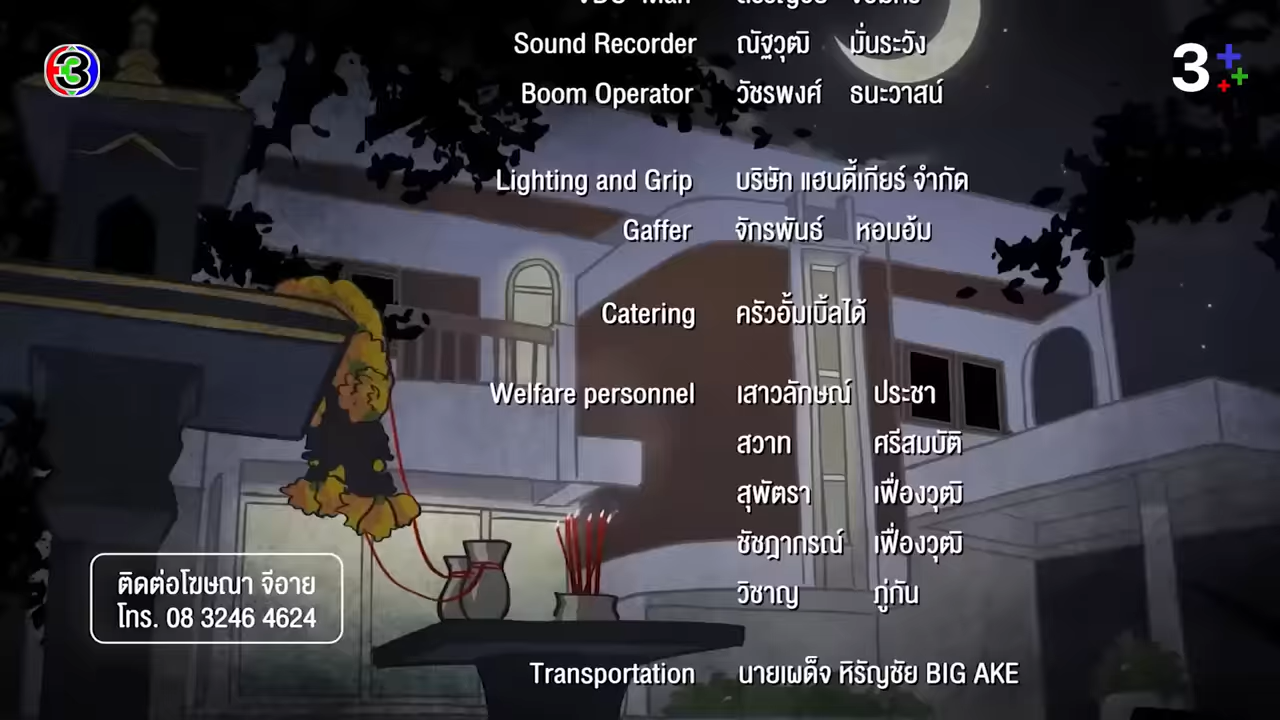 Sound Recorder ณัฐวุฒิ มั่นระวัง
Boom Operator วัชรพงศ์ ธนะวาสน์
Lighting and Grip บริษัท แฮนดี้เกียร์ จำกัด
Gaffer จักรพันธ์ หอมอ้ม
Catering ครัวอั้มเบิ้ลได้
Welfare personnel เสาวลักษณ์ ประชา
สวาท ศรีสมบัติ
สุพัตรา เฟื่องวุฒิ
ชัชฎากรณ์ เฟื่องวุฒิ
วิชาญ ภู่กัน
Transportation นายเผด็จ หิรัญชัย BIG AKE
ติดต่อโฆษณา จีอาย
โทร. 08 3246 4624
3
3